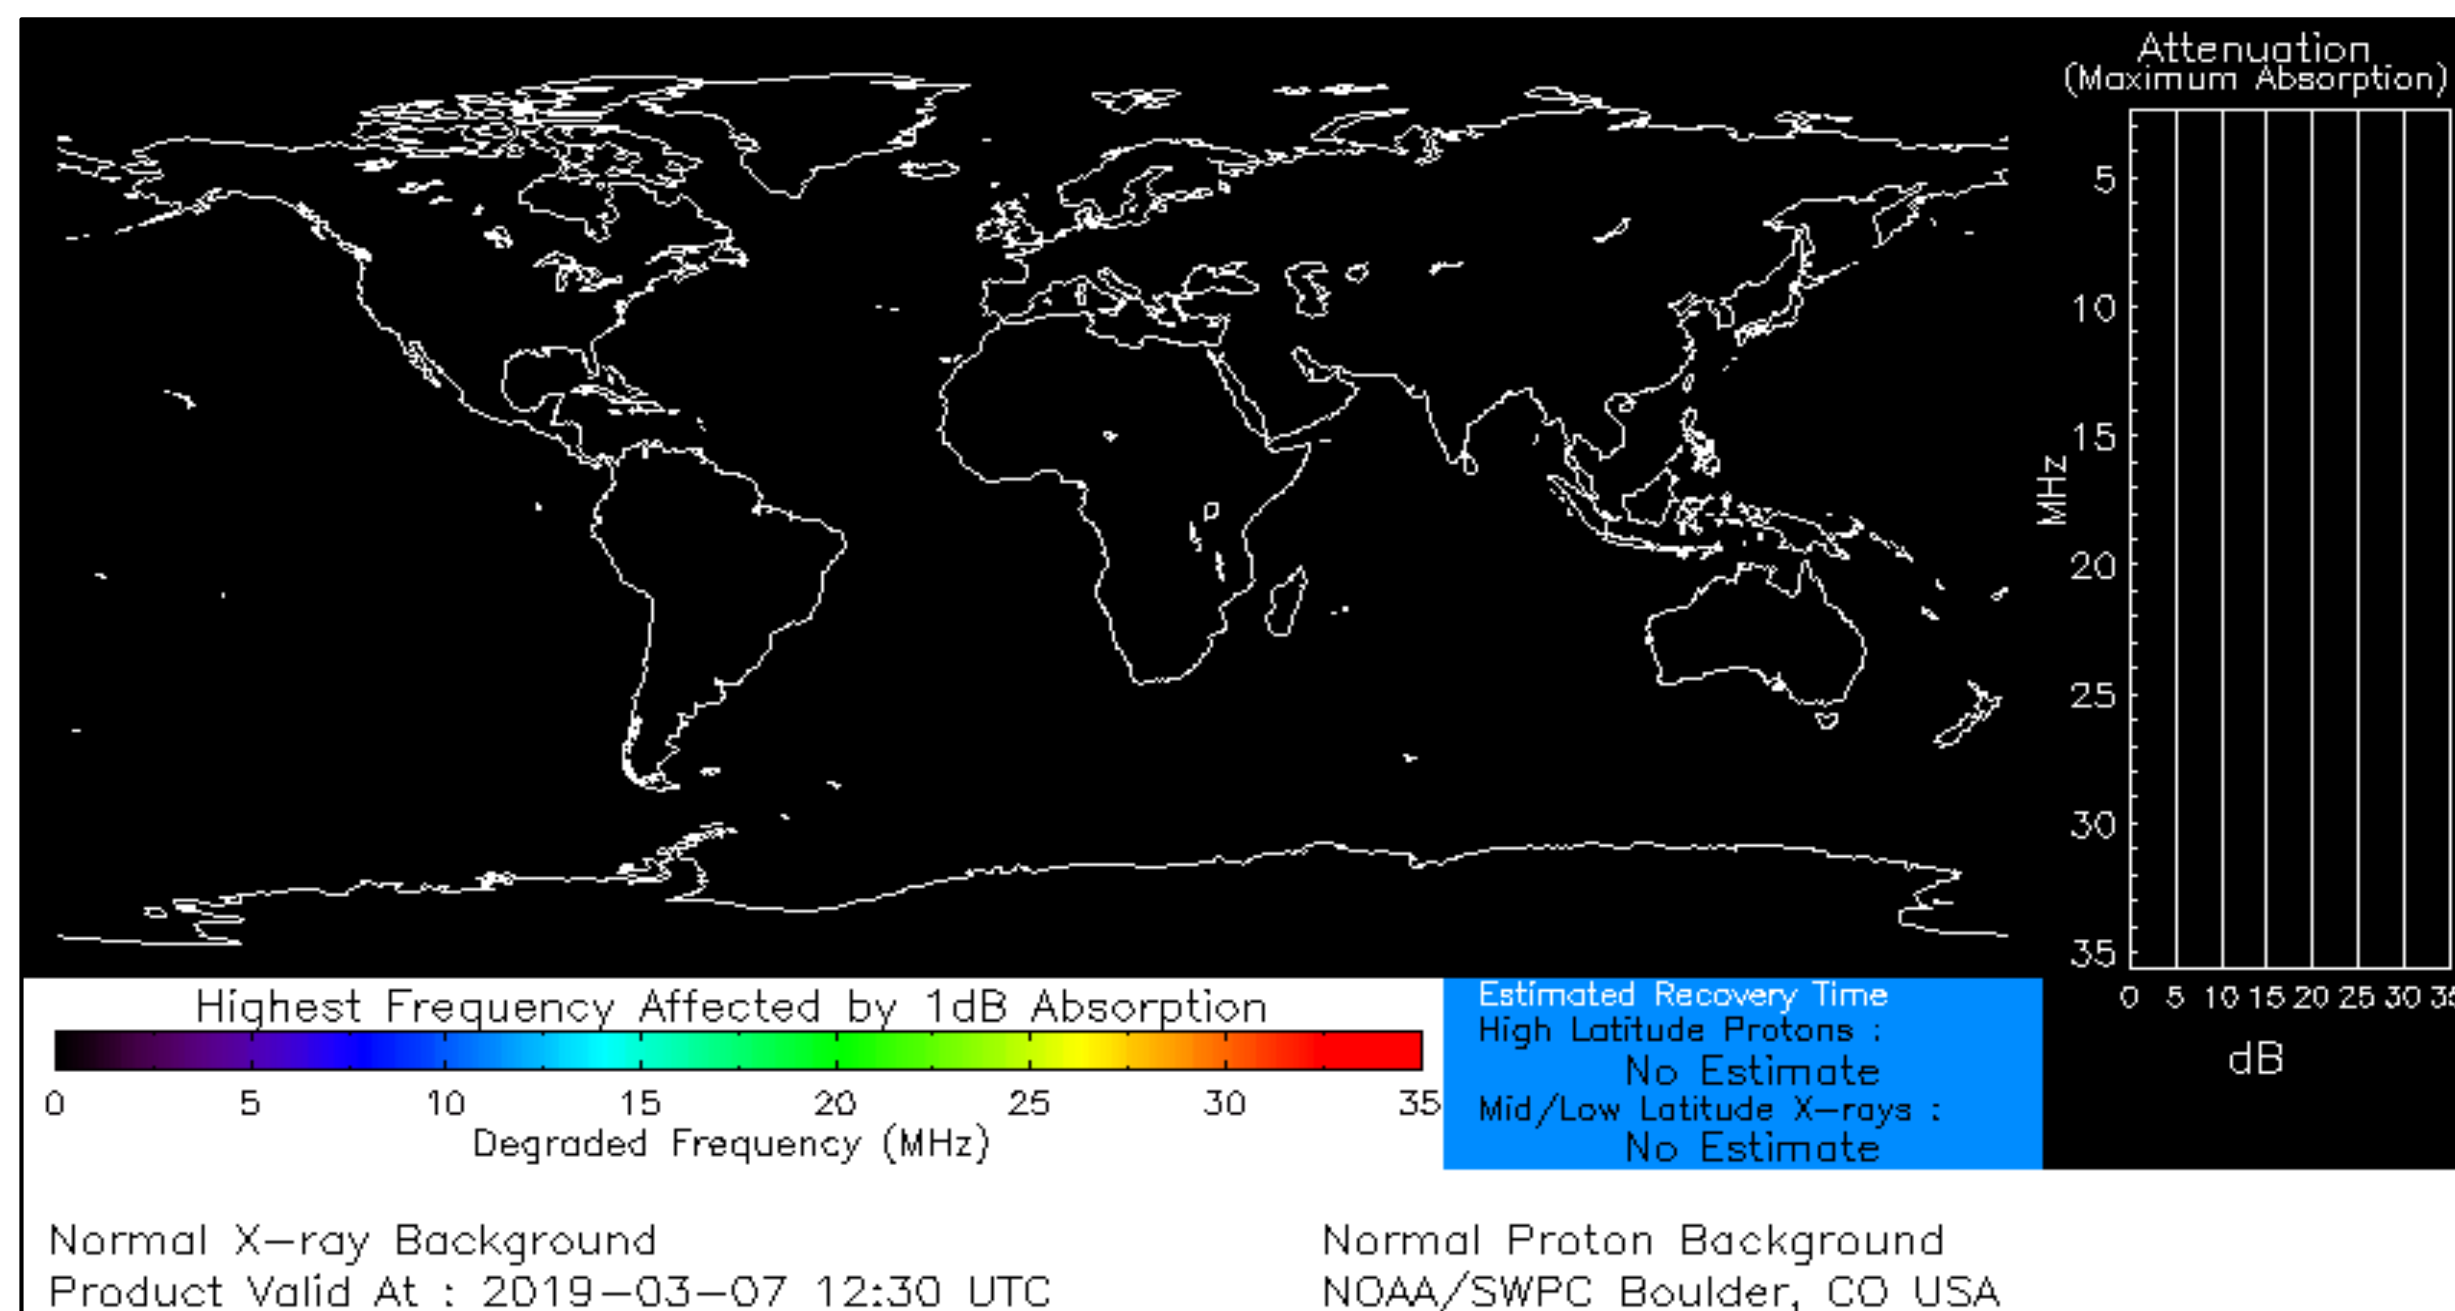 Attenuation
(Maximum Absorption)
5
10
15
20
25
30
35
MHz
0 5 10 15 20 25 30
dB
Highest Frequency Affected by 1dB Absorption
0 5 10 15 20 25 30 35
Degraded Frequency (MHz)
Estimated Recovery Time
High Latitude Protons :
No Estimate
Mid/Low Latitude X-rays :
No Estimate
Normal X-ray Background
Normal Proton Background
Product Valid At : 2019-03-07 12:30 UTC
NOAA/SWPC Boulder, CO USA